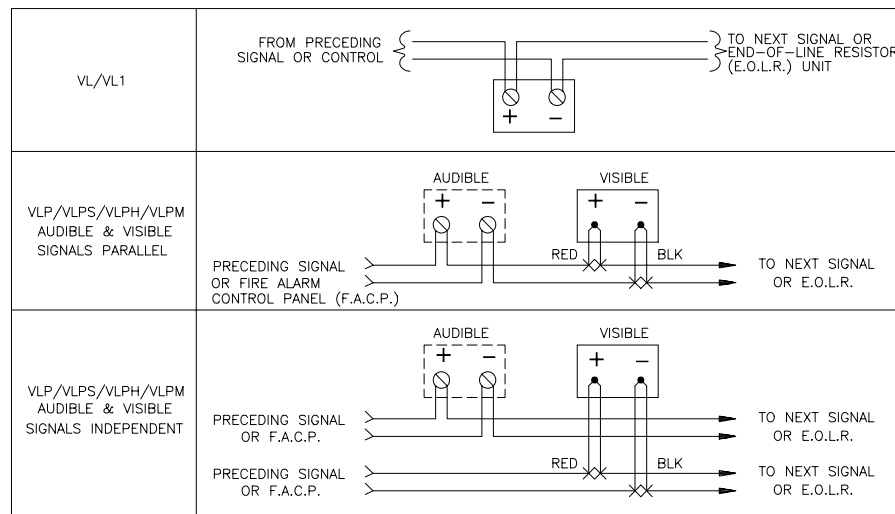 VL/VL1
FROM PRECEDING
SIGNAL OR CONTROL
TO NEXT SIGNAL OR
END-OF-LINE RESISTOR
(E.O.L.R.) UNIT
+ −
VLP/VLPS/VLPH/VLPM
AUDIBLE & VISIBLE
SIGNALS PARALLEL
AUDIBLE
+ −
VISIBLE
+ −
RED
BLK
PRECEDING SIGNAL
OR FIRE ALARM
CONTROL PANEL (F.A.C.P.)
TO NEXT SIGNAL
OR E.O.L.R.
VLP/VLPS/VLPH/VLPM
AUDIBLE & VISIBLE
SIGNALS INDEPENDENT
AUDIBLE
+ −
VISIBLE
+ −
PRECEDING SIGNAL
OR F.A.C.P.
TO NEXT SIGNAL
OR E.O.L.R.
RED
BLK
PRECEDING SIGNAL
OR F.A.C.P.
TO NEXT SIGNAL
OR E.O.L.R.